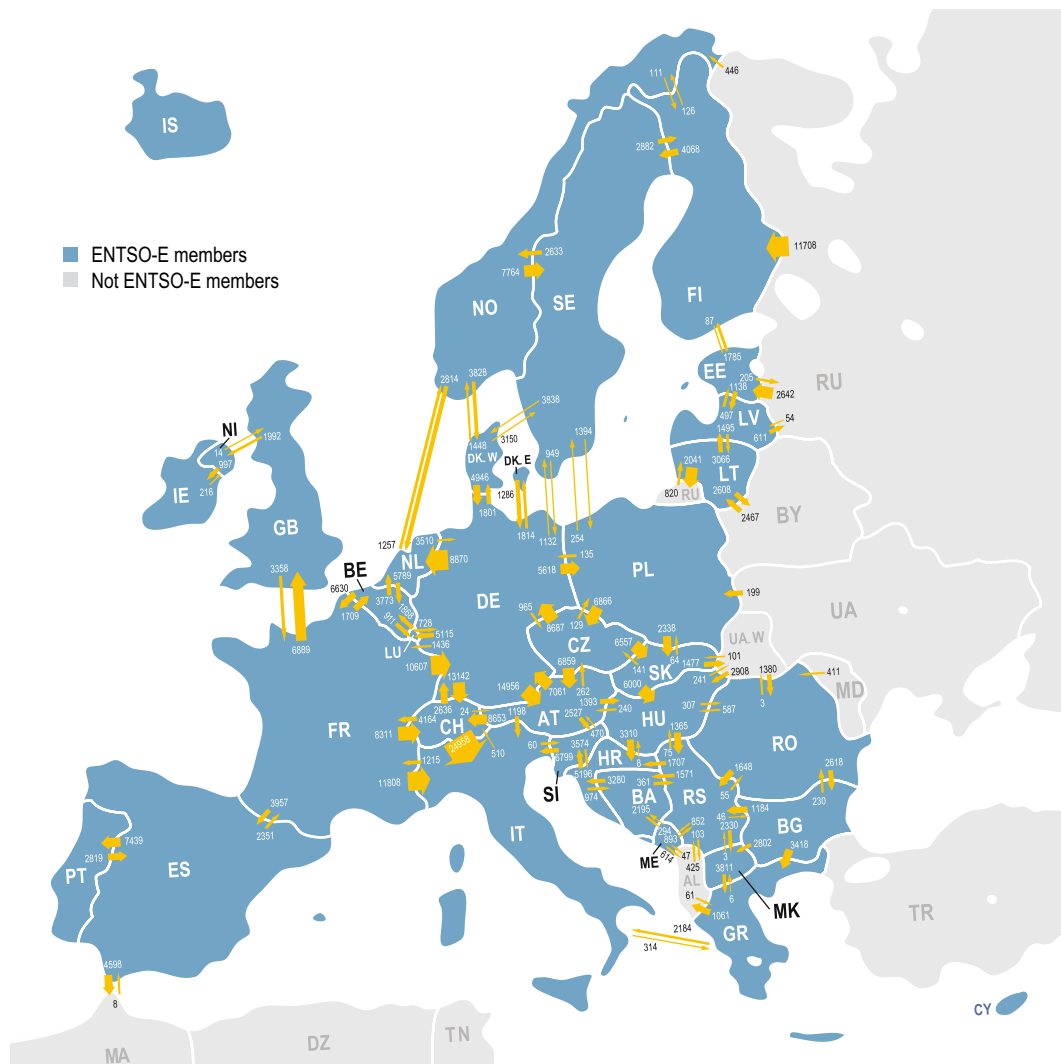 446
111
126
IS
2882
4068
ENTSO-E members
Not ENTSO-E members
2633
7764
11708
NO
SE
FI
87
1785
EE
RU
2814
3828
205
1138
2642
3838
497
LV
54
NI
1992
1448
3150
1394
1495
611
14
DK. W
DK. E
949
2041
3066
997
4946
LT
IE
216
1286
820
RU
2608
2467
BY
1801
GB
1814
1132
254
1257
3510
NL
8870
135
BE
5618
PL
3358
6630
5789
DE
199
1709
3773
1868
965
6866
UA
911
728
8687
129
UA. W
5115
CZ
2338
6889
LU
1436
6557
10607
141
64
101
13142
6859
SK
1477
2908
1380
411
14956
7061
262
6000
241
MD
2636
24
1198
1393
240
3
4164
CH
8653
AT
2527
HU
307
587
FR
8311
24958
510
470
1365
RO
60
3574
3310
1215
6799
HR
8
75
1707
1648
2618
11808
5196
3280
1571
SI
974
361
RS
55
230
3957
BA
2195
1184
46
2351
294
852
2330
BG
IT
893
103
2802
3418
7439
ME
614
47
3
2819
425
3811
PT
ES
AL
6
MK
61
1061
TR
2184
GR
314
4598
8
CY
MA
DZ
TN